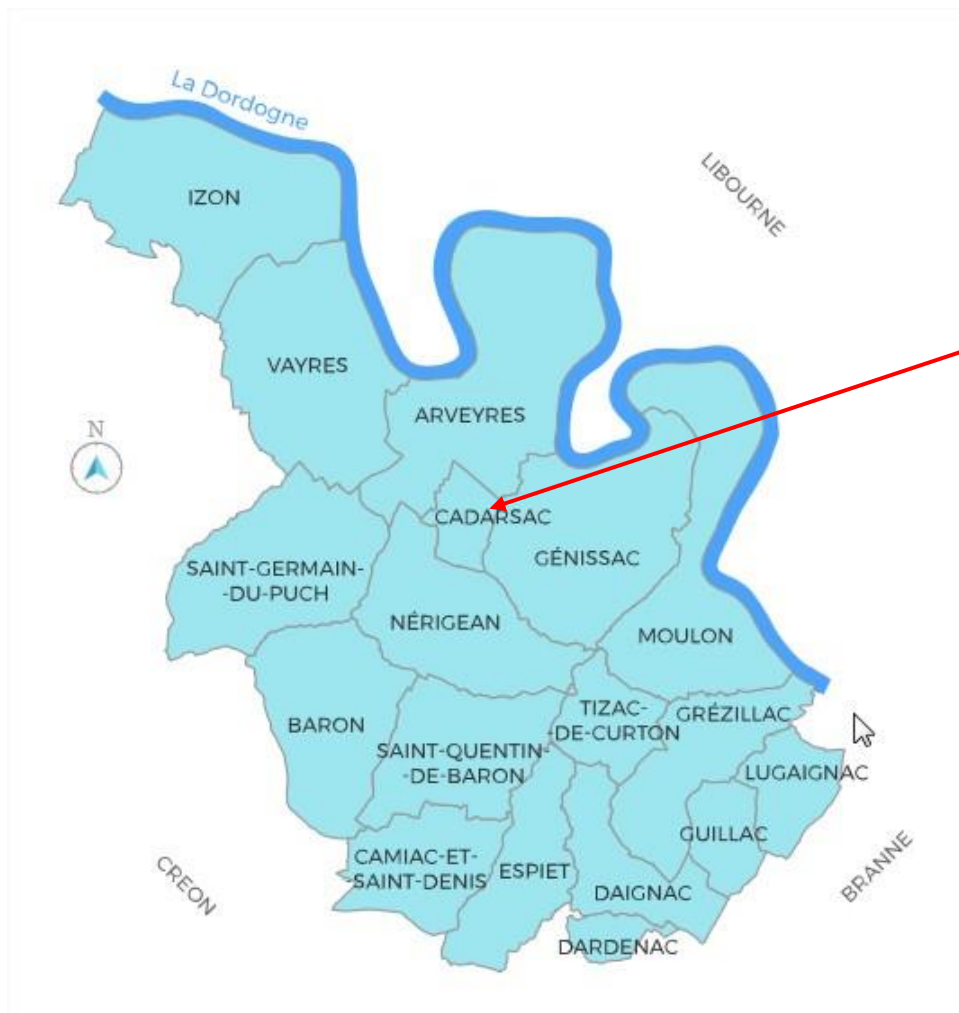 La Dordogne
LIBOURNE
IZON
VAYRES
ARVEYRES
N
CADARSAC
GÉNISSAC
SAINT-GERMAIN-
-DU-PUCH
NÉRIGEAN
MOULON
BARON
TIZAC-
-DE-CURTON
GRÉZILLAC
SAINT-QUENTIN-
-DE-BARON
LUGAIGNAC
GUILLAC
CREON
CAMIAC-ET-
-SAINT-DENIS
ESPIET
BRANNE
DAIGNAC
DARDENAC